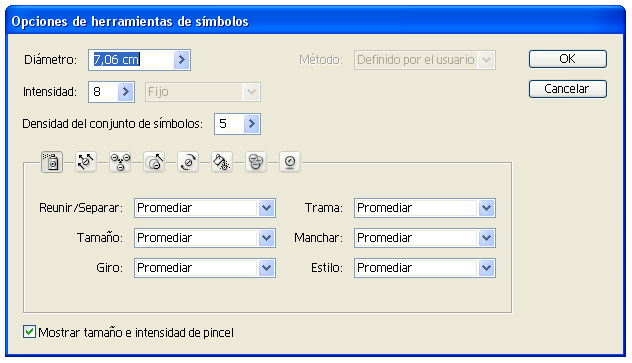 Opciones de herramientas de símbolos
Diámetro: 7,06 cm Método: Definido por el usuario OK
Intensidad: 8 Fijo Cancelar
Densidad del conjunto de símbolos: 5
Reunir/Separar: Promediar Trama: Promediar
Tamaño: Promediar Manchar: Promediar
Giro: Promediar Estilo: Promediar
Mostrar tamaño e intensidad de pincel